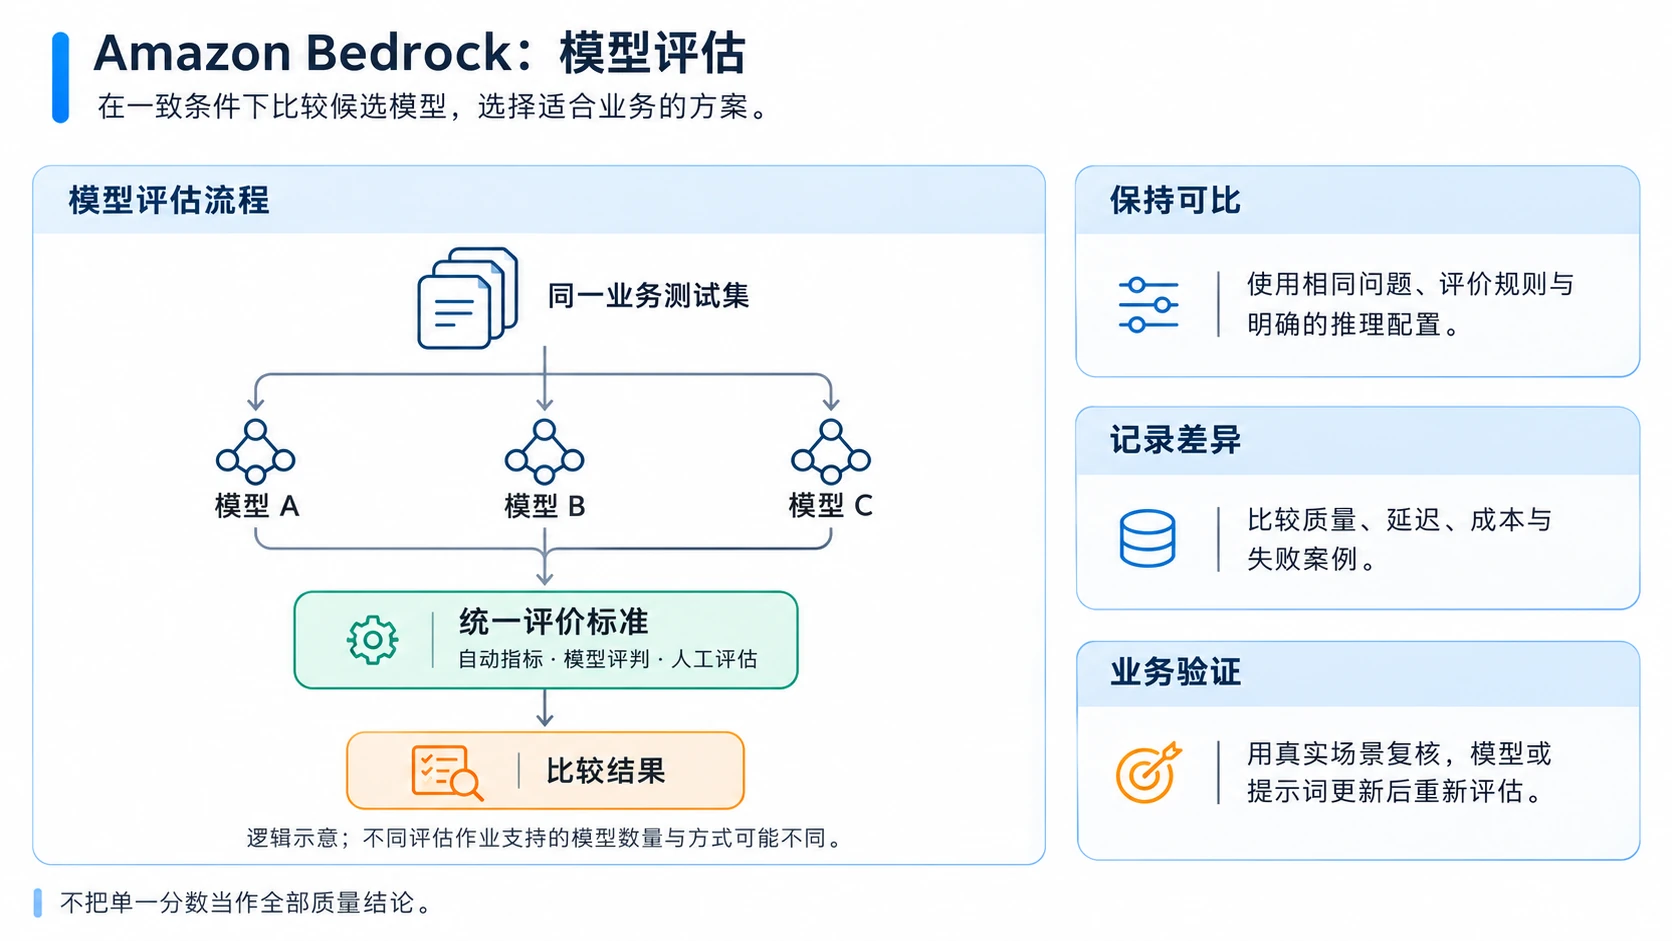 Amazon Bedrock：模型评估
在一致条件下比较候选模型，选择适合业务的方案。
模型评估流程
同一业务测试集
模型 A
模型 B
模型 C
统一评价标准
自动指标 · 模型评判 · 人工评估
比较结果
逻辑示意；不同评估作业支持的模型数量与方式可能不同。
保持可比
使用相同问题、评价规则与
明确的推理配置。
记录差异
比较质量、延迟、成本与
失败案例。
业务验证
用真实场景复核，模型或
提示词更新后重新评估。
不把单一分数当作全部质量结论。